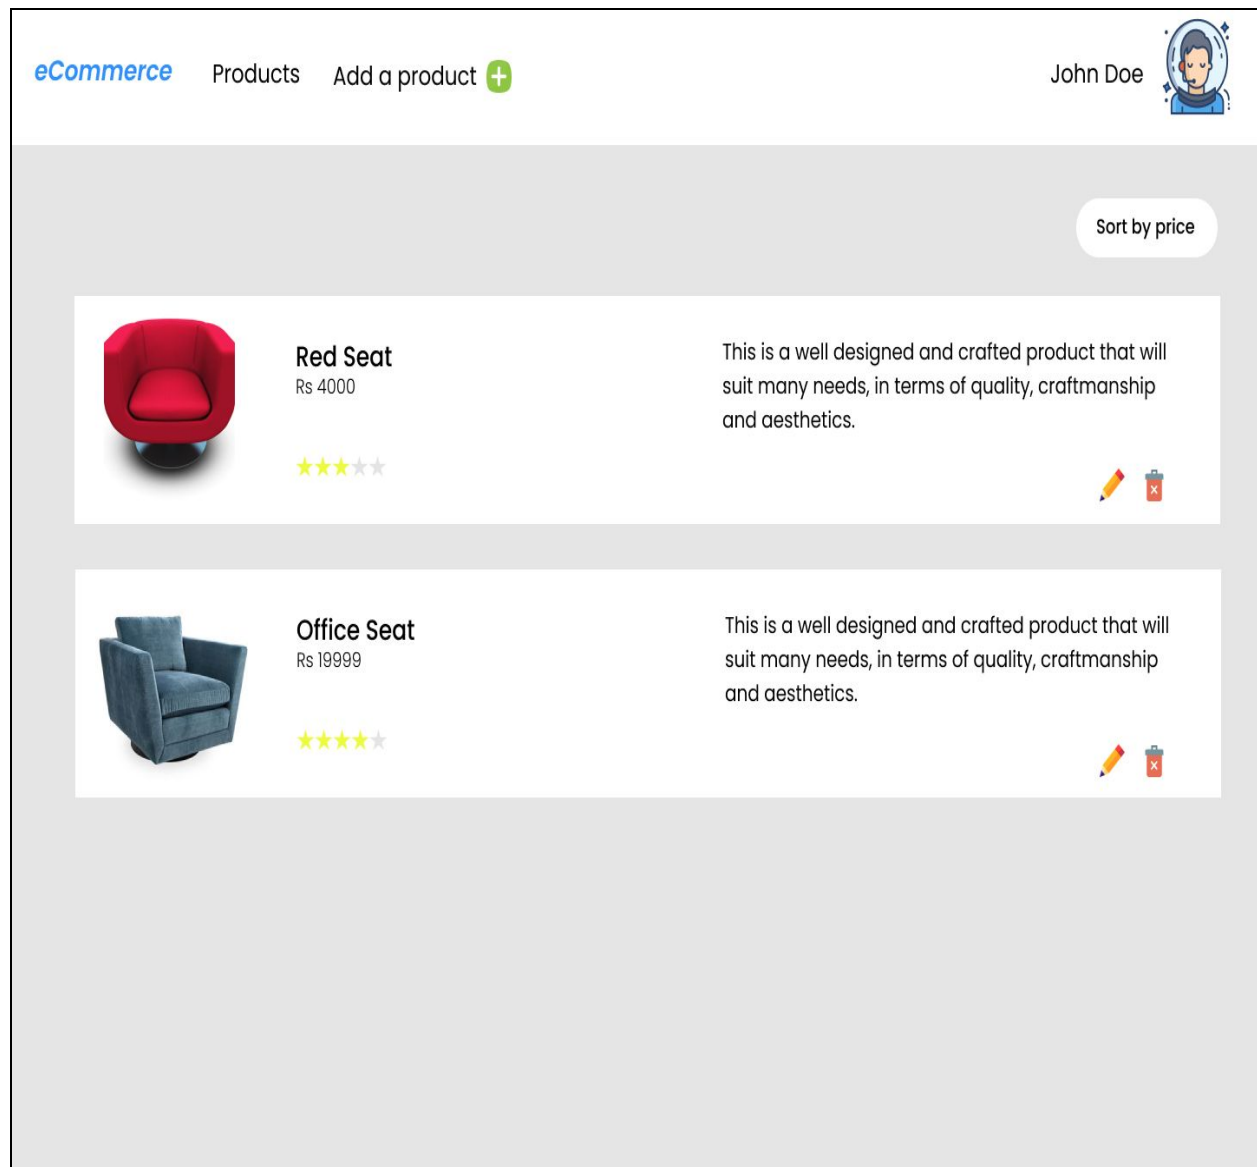 eCommerce
Products
Add a product
John Doe
Sort by price
Red Seat
Rs 4000
This is a well designed and crafted product that will
suit many needs, in terms of quality, craftmanship
and aesthetics.
Office Seat
Rs 19999
This is a well designed and crafted product that will
suit many needs, in terms of quality, craftmanship
and aesthetics.